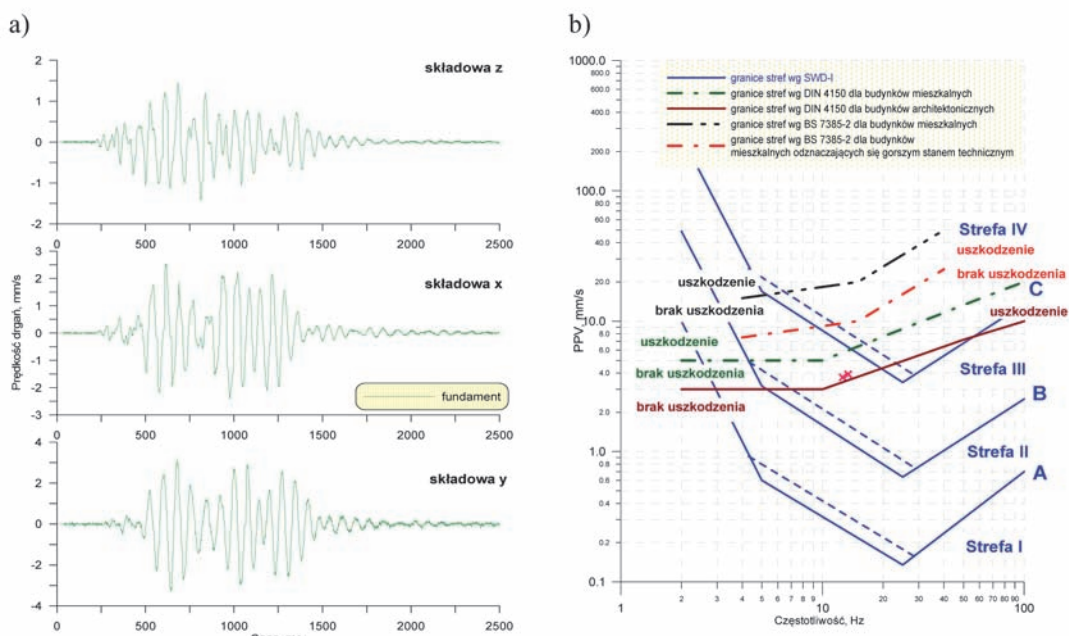 a)
składowa z
2
1
0
-1
-2
0
500
1000
1500
2000
2500
składowa x
3
2
1
0
-1
-2
-3
0
500
1000
1500
2000
2500
fundament
Prędkość drgań, mm/s
składowa y
4
2
0
-2
-4
0
500
1000
1500
2000
2500
b)
granice stref wg SWD-I
granice stref wg DIN 4150 dla budynków mieszkalnych
granice stref wg DIN 4150 dla budynków architektonicznych
granice stref wg BS 7385-2 dla budynków mieszkalnych
granice stref wg BS 7385-2 dla budynków
mieszkalnych odznaczających się gorszym stanem technicznym
1000.0
800.0
600.0
400.0
200.0
100.0
80.0
60.0
40.0
20.0
10.0
8.0
6.0
4.0
2.0
1.0
0.8
0.6
0.4
0.2
0.1
PPV, mm/s
Strefa IV
uszkodzenie
brak uszkodzenia
C
uszkodzenie
uszkodzenie
brak uszkodzenia
uszkodzenie
brak uszkodzenia
brak uszkodzenia
Strefa III
B
Strefa II
A
Strefa I
1
2
3
4
5
6
7
8
9
10
20
30
40
50
60
70
80
90
100
Częstotliwość, Hz